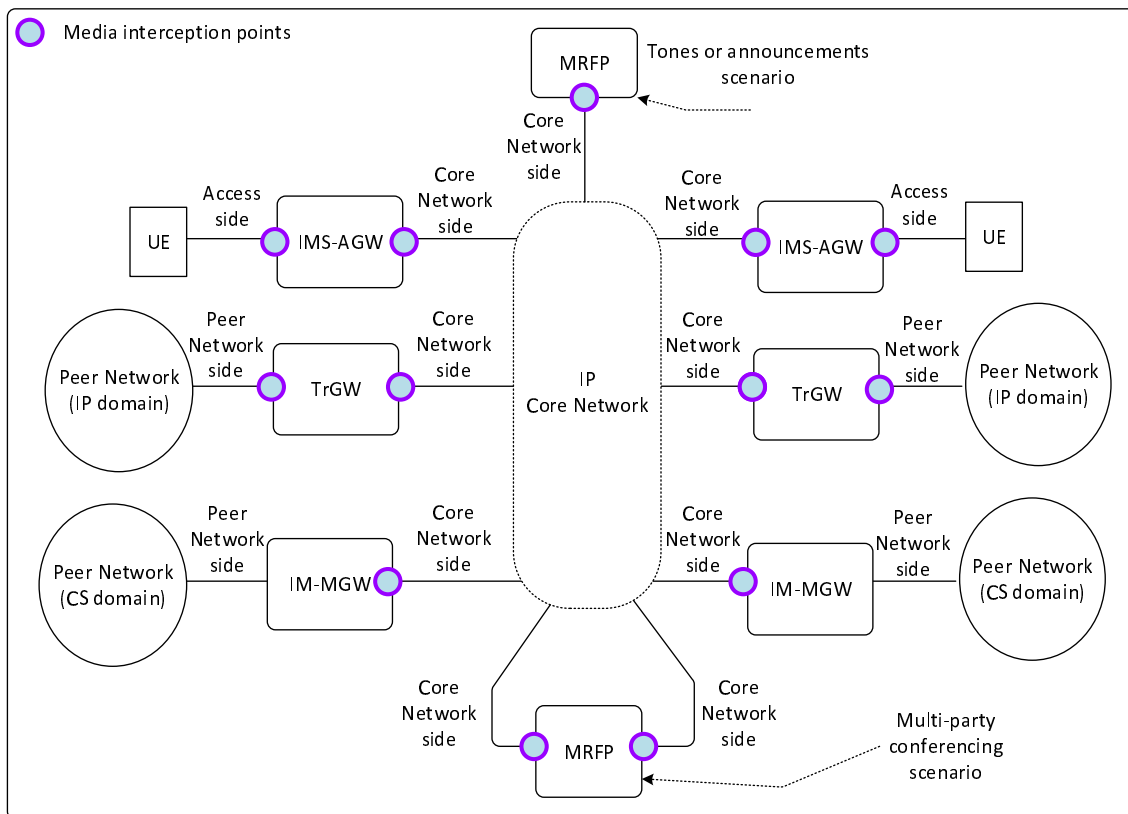 Media interception points
MRFP
Tones or announcements
scenario
Core
Network
side
Access
side
Core
Network
side
Core
Network
side
Access
side
UE
IMS-AGW
IMS-AGW
UE
Peer
Network
side
Core
Network
side
Core
Network
side
Peer
Network
side
Peer Network
(IP domain)
TrGW
IP
Core Network
TrGW
Peer Network
(IP domain)
Peer
Network
side
Core
Network
side
Core
Network
side
Peer
Network
side
Peer Network
(CS domain)
IM-MGW
IM-MGW
Peer Network
(CS domain)
Core
Network
side
Core
Network
side
MRFP
Multi-party
conferencing
scenario